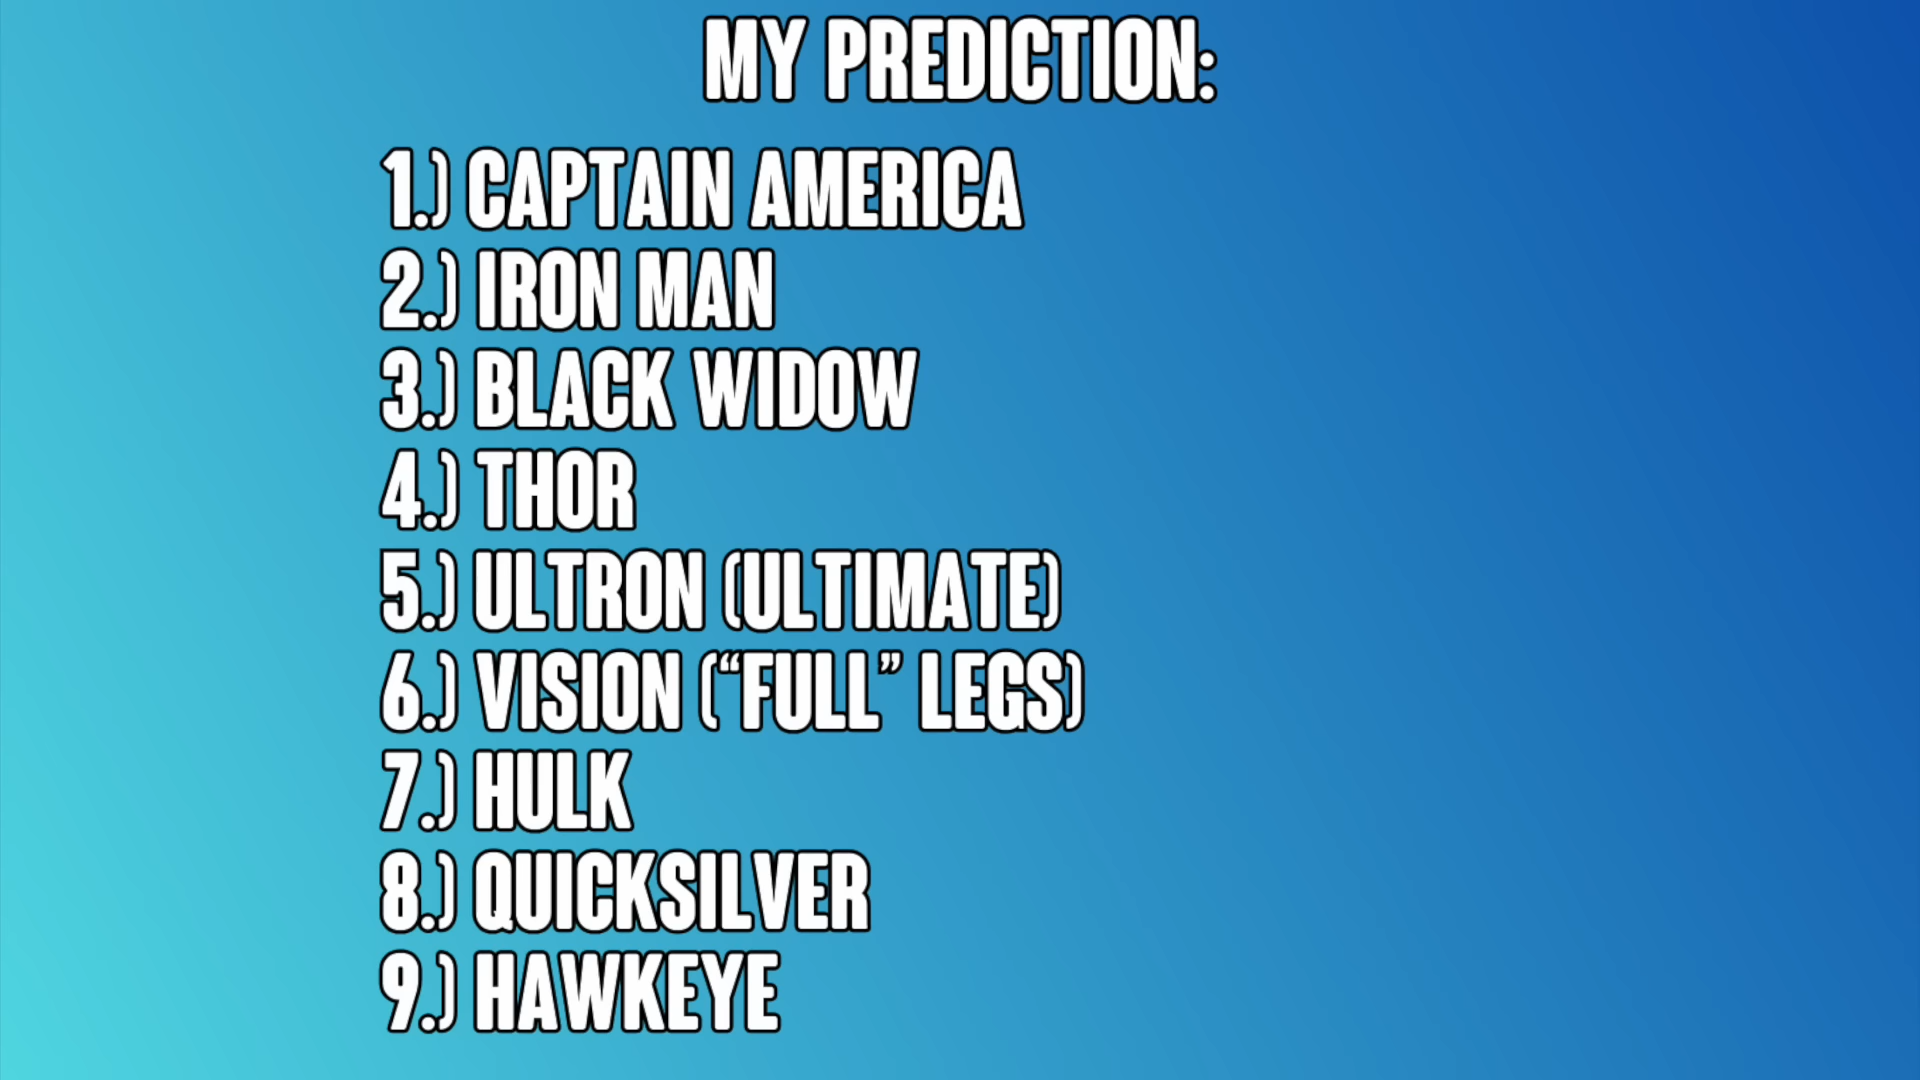 MY PREDICTION:
1.) CAPTAIN AMERICA
2.) IRON MAN
3.) BLACK WIDOW
4.) THOR
5.) ULTRON (ULTIMATE)
6.) VISION (“FULL” LEGS)
7.) HULK
8.) QUICKSILVER
9.) HAWKEYE